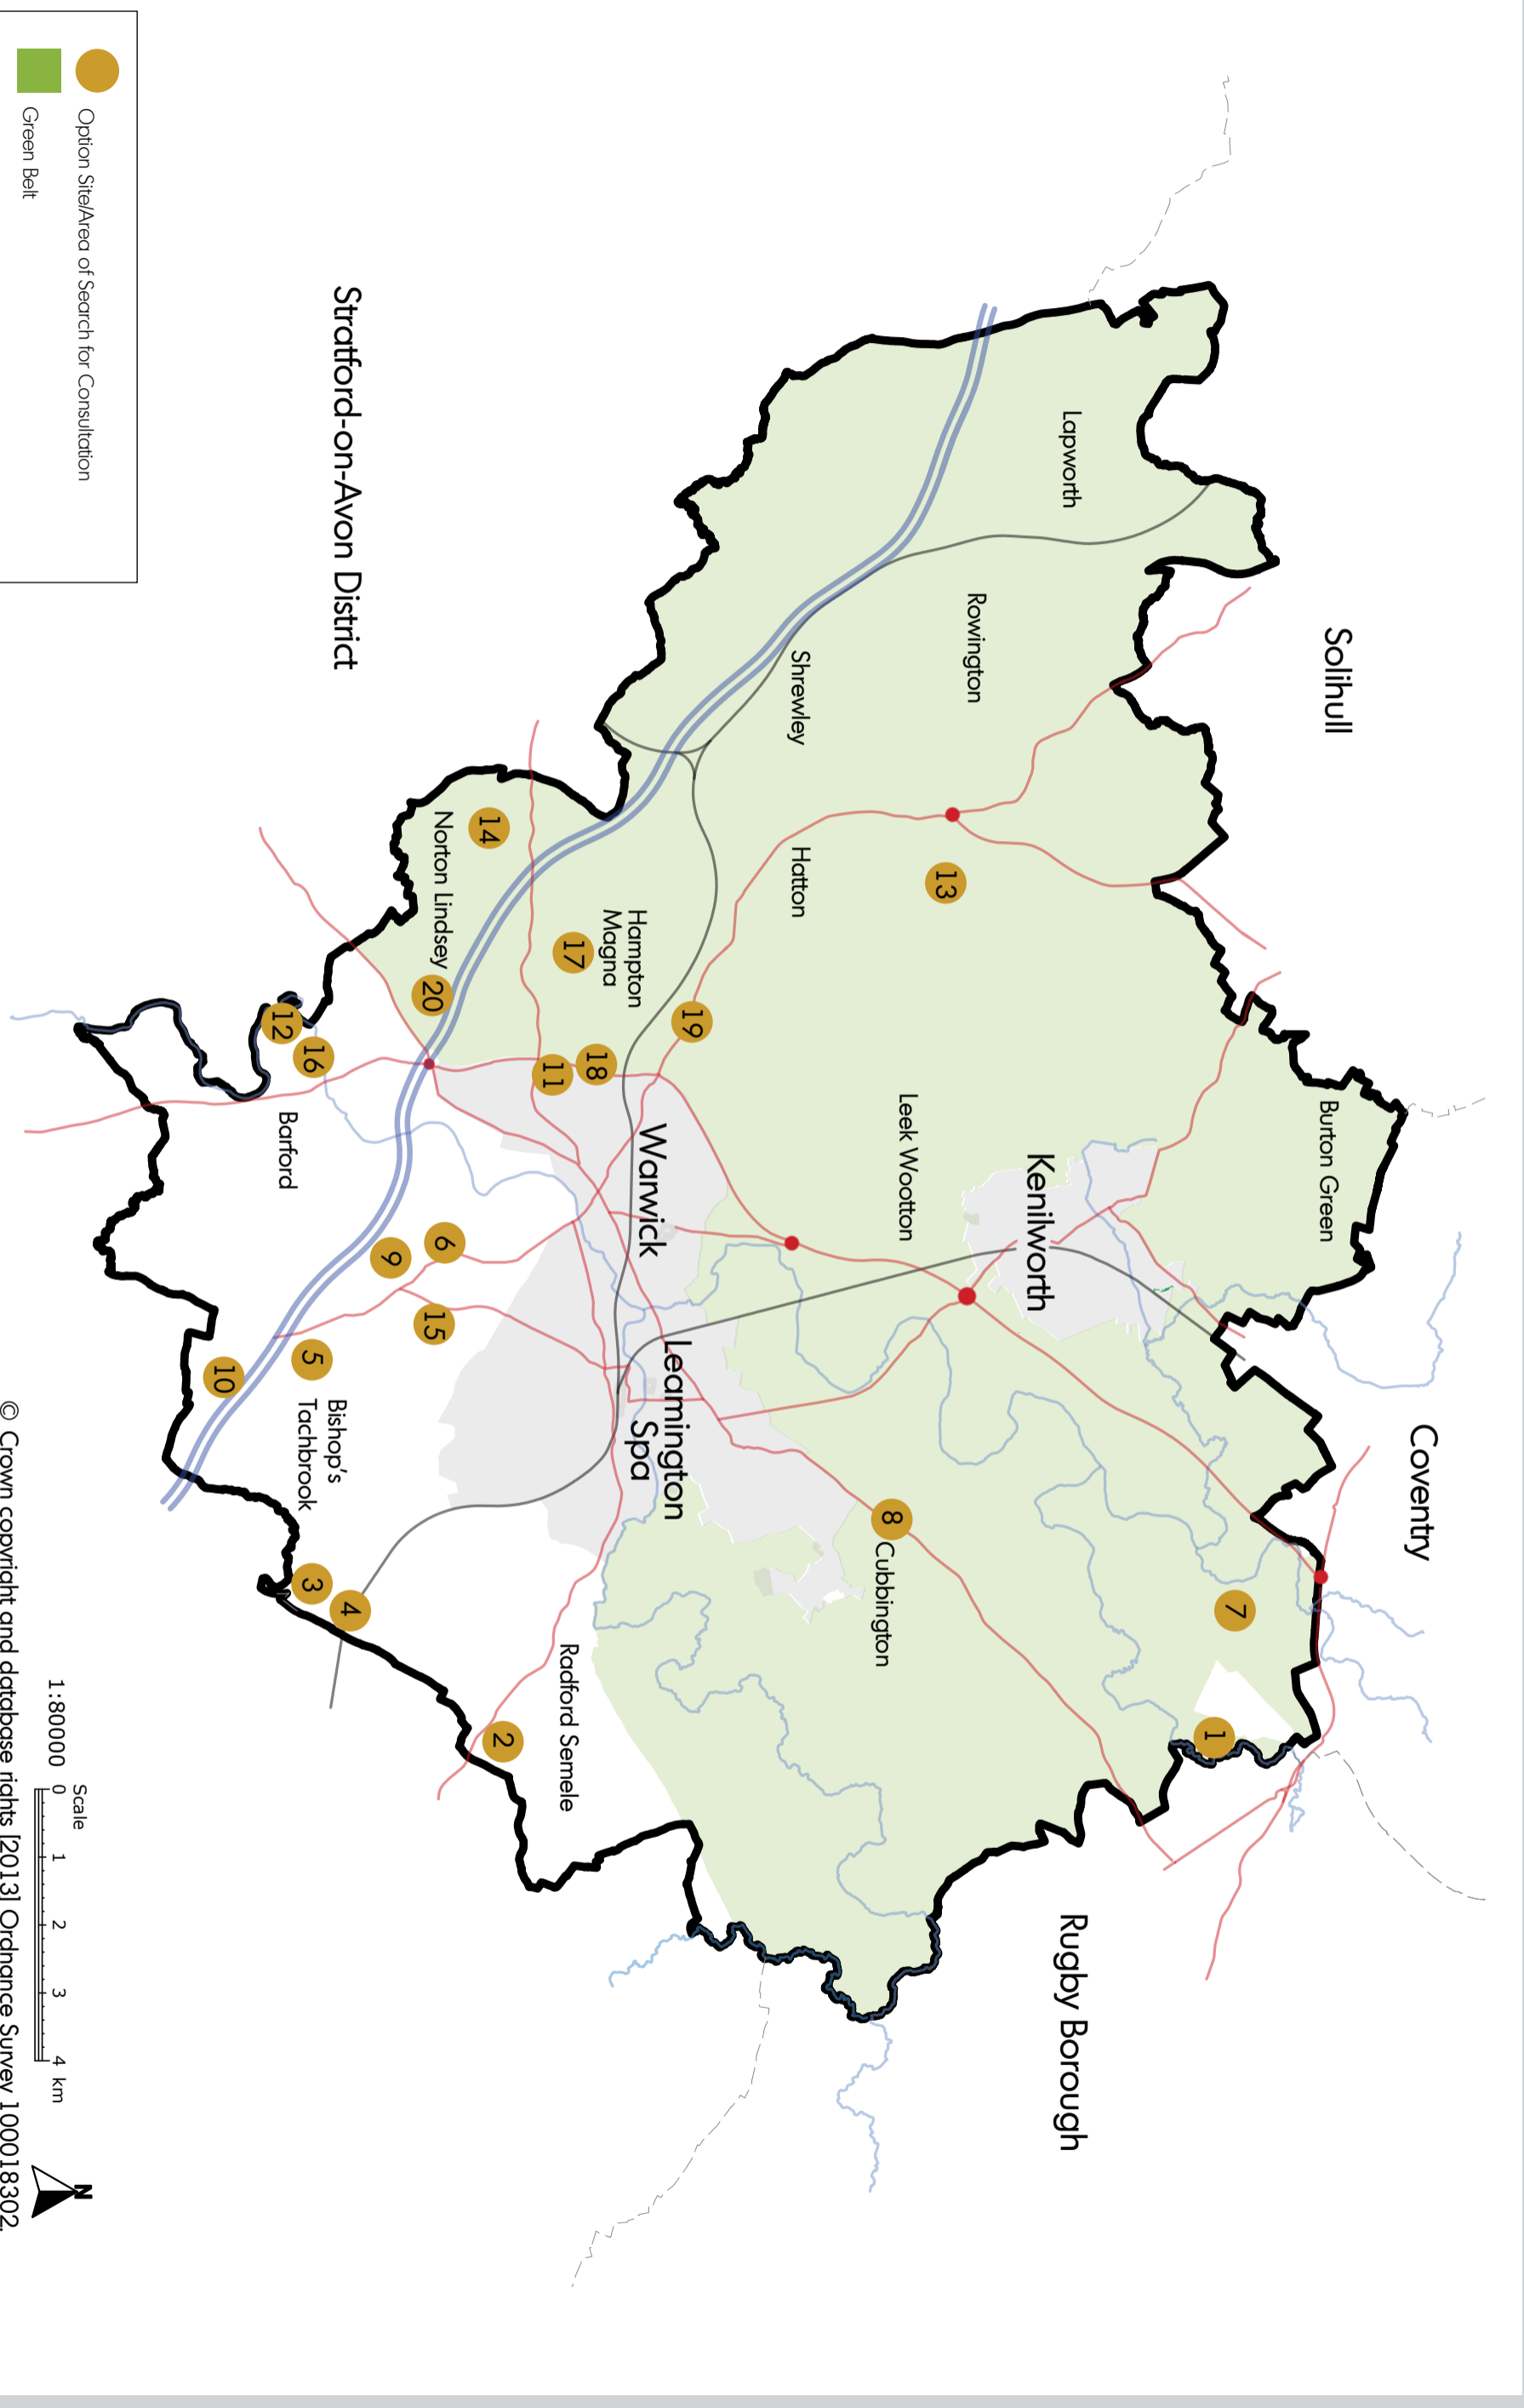 Coventry
Solihull
Burton Green
7
1
Rugby Borough
Lapworth
Kenilworth
Rowington
13
Leek Wootton
8
Cubbington
Shrewley
Hatton
19
Warwick
Leamington
Spa
Hampton
Magna
17
18
11
Radford Semele
14
2
Norton Lindsey
20
6
15
9
Stratford-on-Avon District
4
Bishop's
Tachbrook
16
5
3
12
Barford
10
Option Site/Area of Search for Consultation
Green Belt
Scale
1:80000
0 1 2 3 4 km
N
© Crown copyright and database rights [2013] Ordnance Survey 100018302.